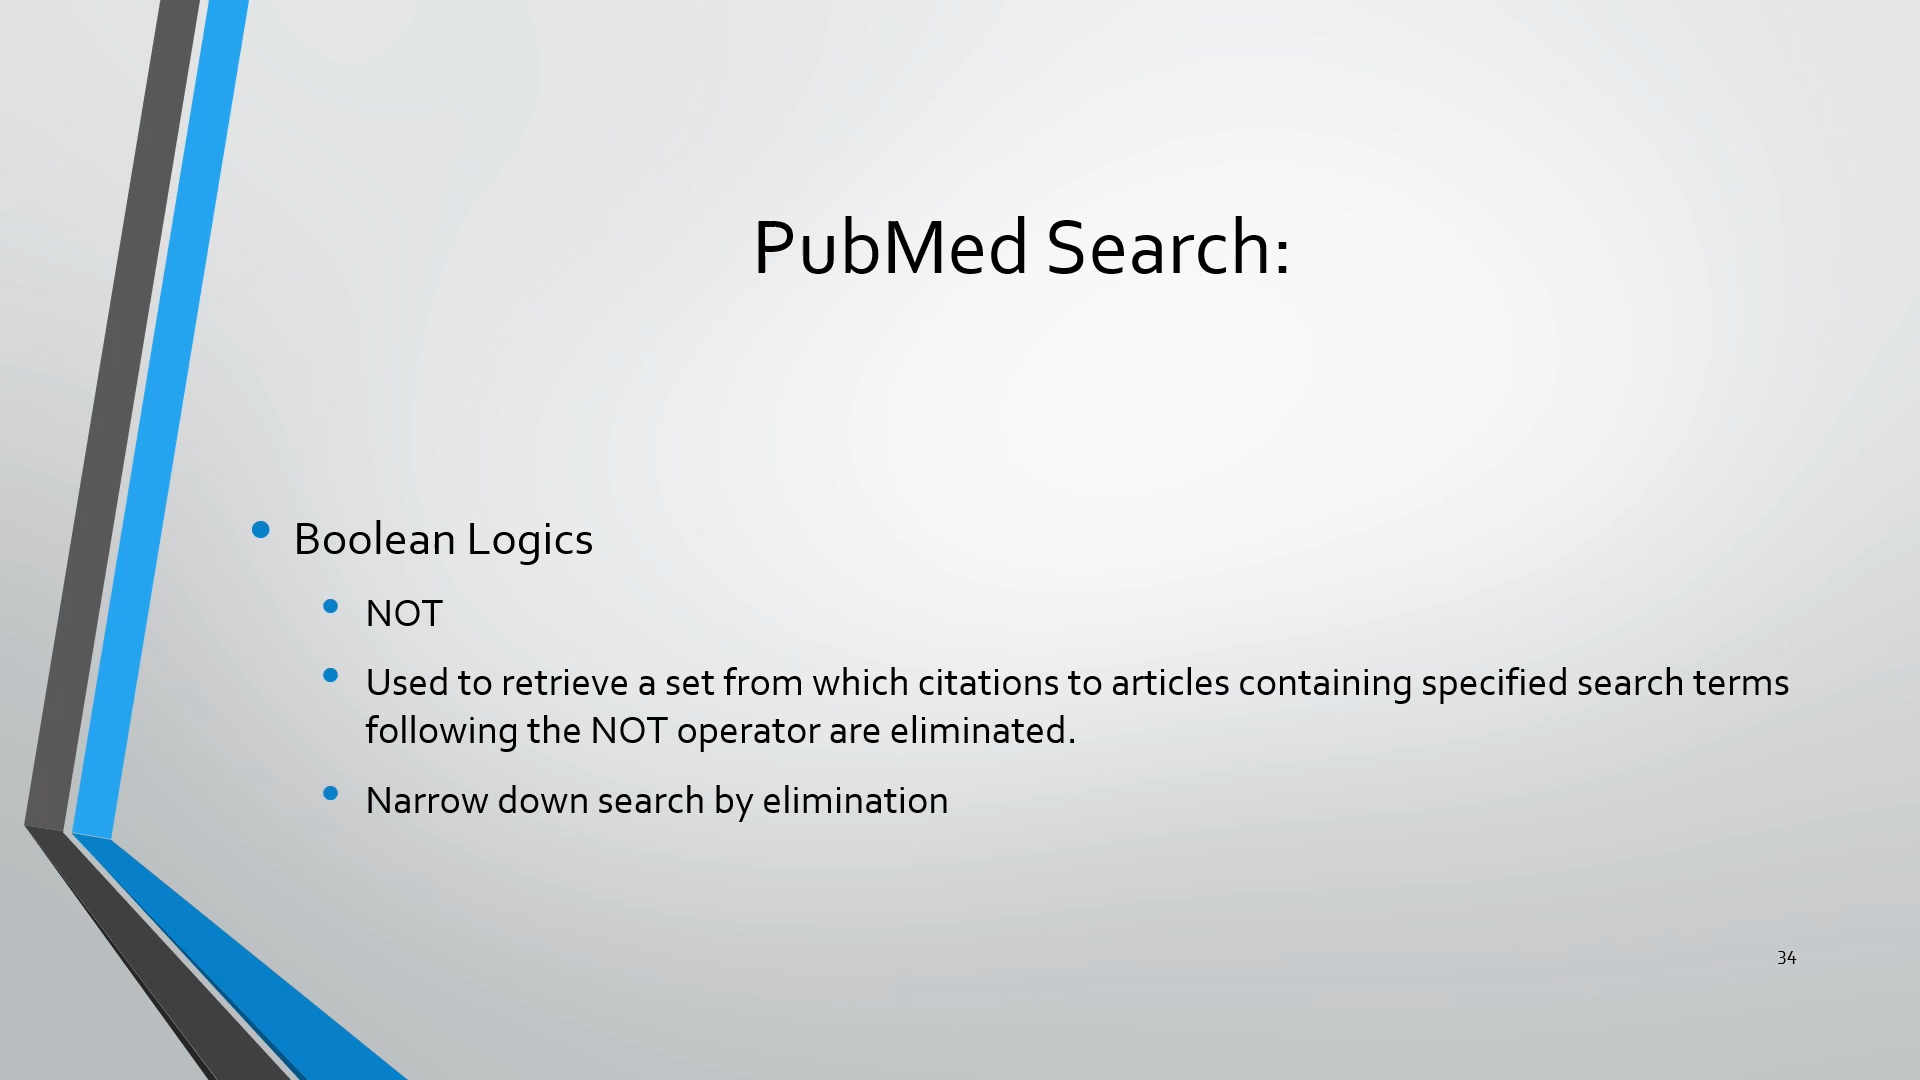 PubMed Search:
• Boolean Logics
• NOT
• Used to retrieve a set from which citations to articles containing specified search terms
following the NOT operator are eliminated.
• Narrow down search by elimination
34